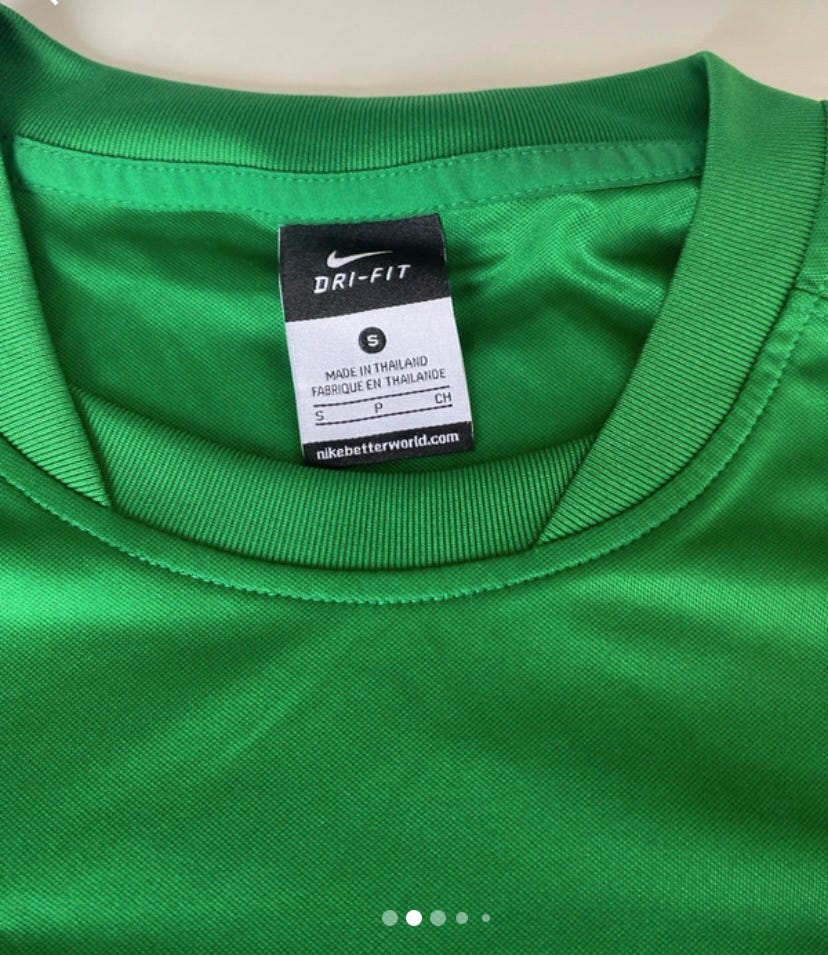 DRI-FIT
S
MADE IN THAILAND
FABRIQUE EN THAILANDE
S P CH
nikebetterworld.com